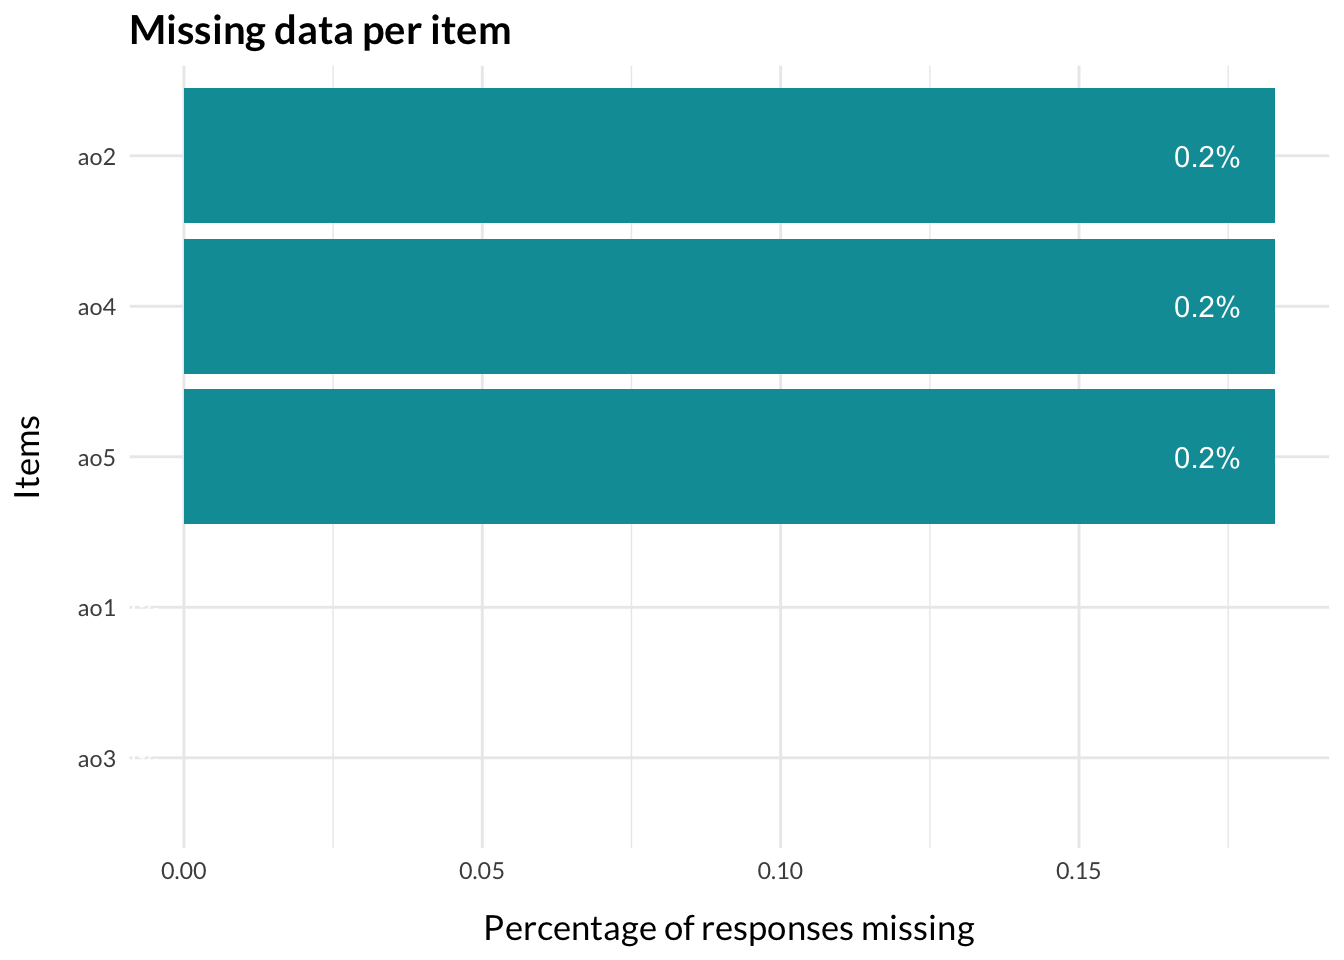 Missing data per item
ao2
0.2%
ao4
0.2%
ao5
0.2%
ao1
ao3
Items
0.00 0.05 0.10 0.15
Percentage of responses missing